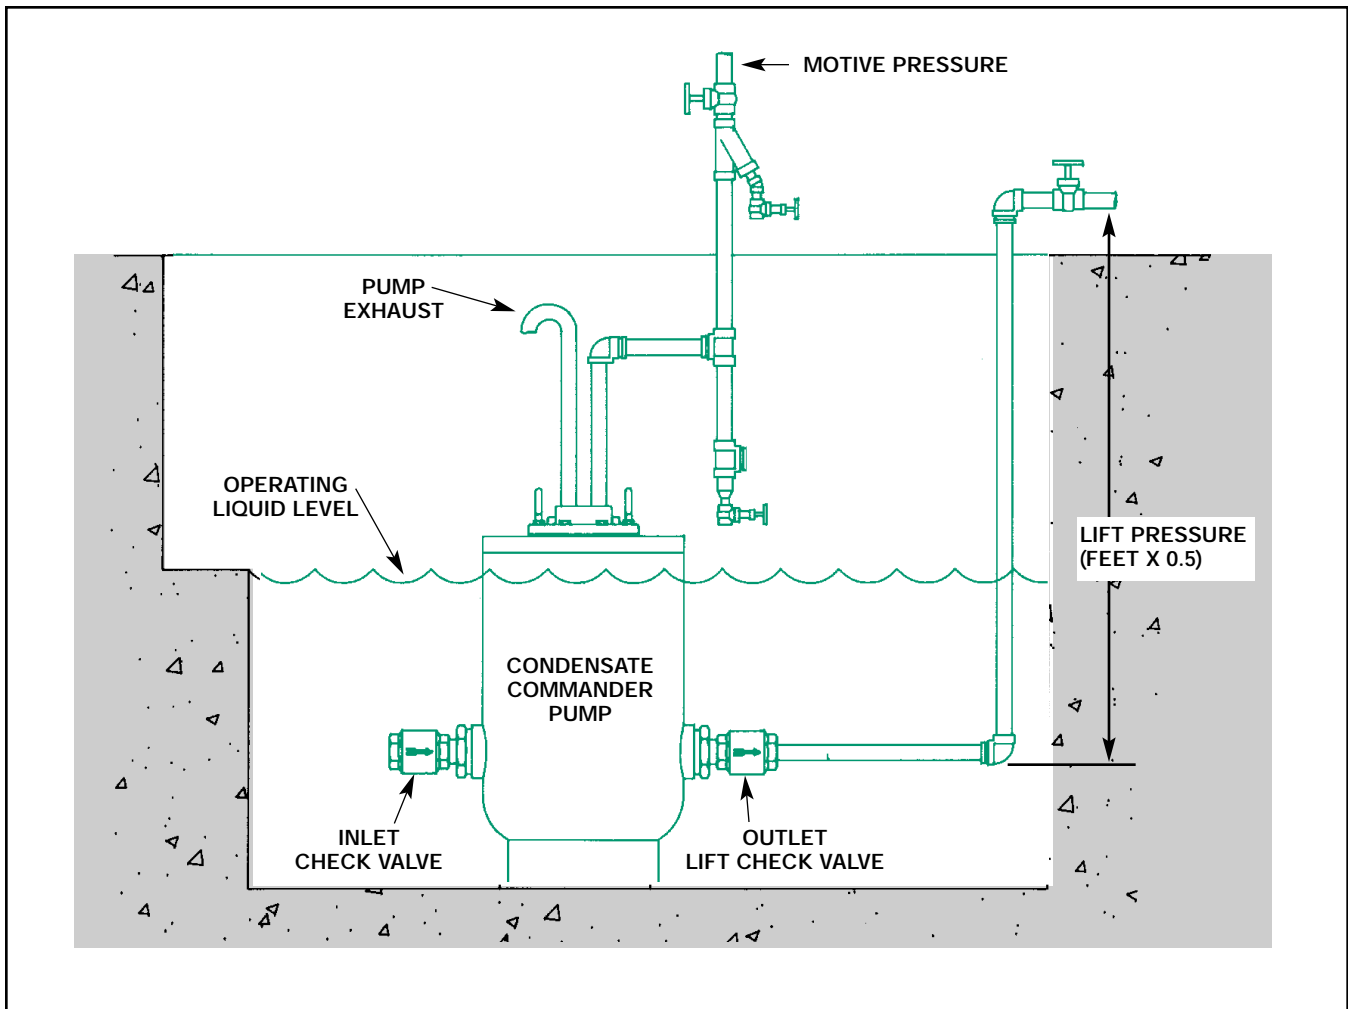 MOTIVE PRESSURE
PUMP
EXHAUST
OPERATING
LIQUID LEVEL
LIFT PRESSURE
(FEET X 0.5)
CONDENSATE
COMMANDER
PUMP
INLET
CHECK VALVE
OUTLET
LIFT CHECK VALVE